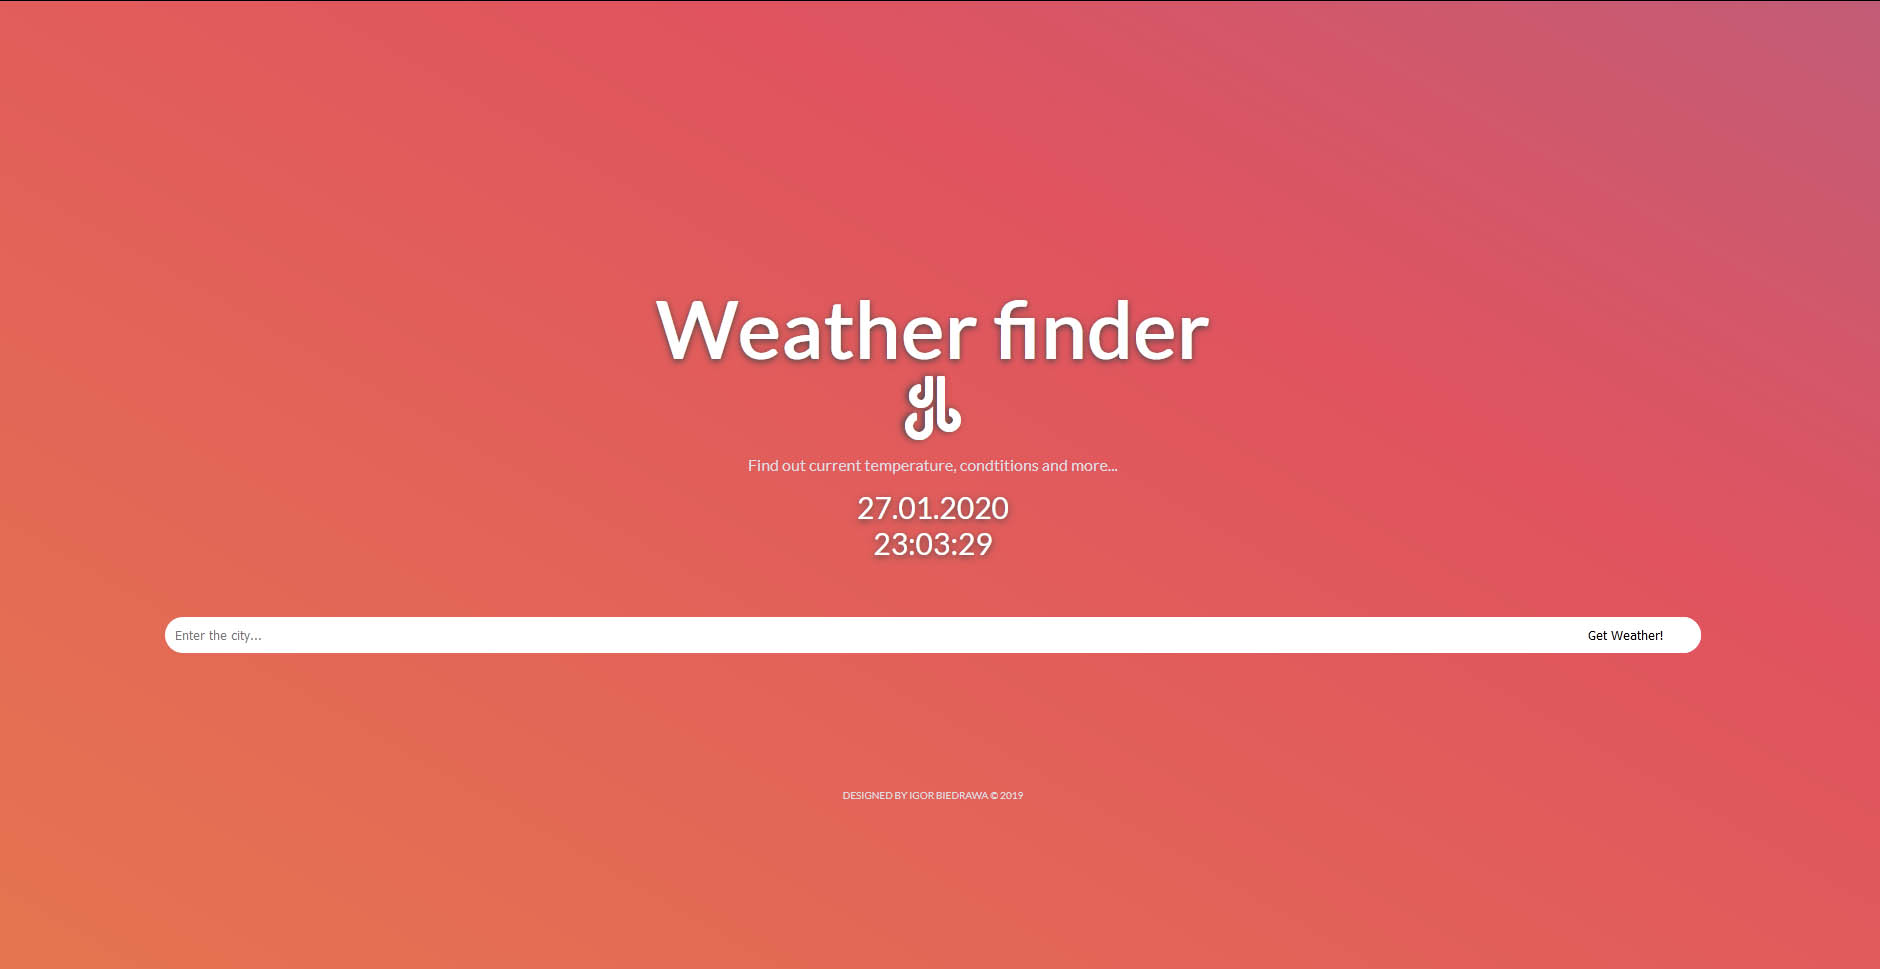 Weather finder
Find out current temperature, condtitions and more...
27.01.2020
23:03:29
Enter the city...
Get Weather!
DESIGNED BY IGOR BIEDRAWA © 2019